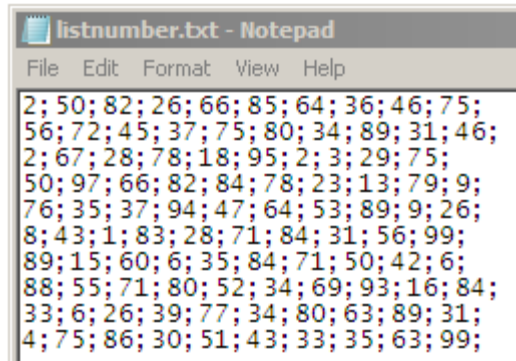 listnumber.txt - Notepad
File Edit Format View Help
2; 50; 82; 26; 66; 85; 64; 36; 46; 75;
56; 72; 45; 37; 75; 80; 34; 89; 31; 46;
2; 67; 28; 78; 18; 95; 2; 3; 29; 75;
50; 97; 66; 82; 84; 78; 23; 13; 79; 9;
76; 35; 37; 94; 47; 64; 53; 89; 9; 26;
8; 43; 1; 83; 28; 71; 84; 31; 56; 99;
89; 15; 60; 6; 35; 84; 71; 50; 42; 6;
88; 55; 71; 80; 52; 34; 69; 93; 16; 84;
33; 6; 26; 39; 77; 34; 80; 63; 89; 31;
4; 75; 86; 30; 51; 43; 33; 35; 63; 99;